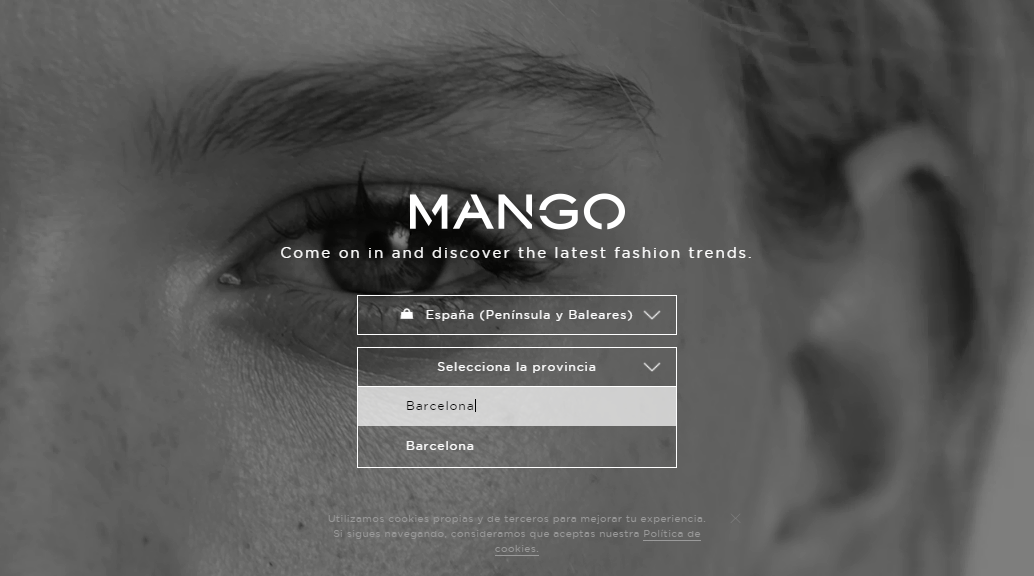 MANGO
Come on in and discover the latest fashion trends.
España (Península y Baleares)
Selecciona la provincia
Barcelona
Barcelona
Utilizamos cookies propias y de terceros para mejorar tu experiencia.
Si sigues navegando, consideramos que aceptas nuestra Política de
cookies.